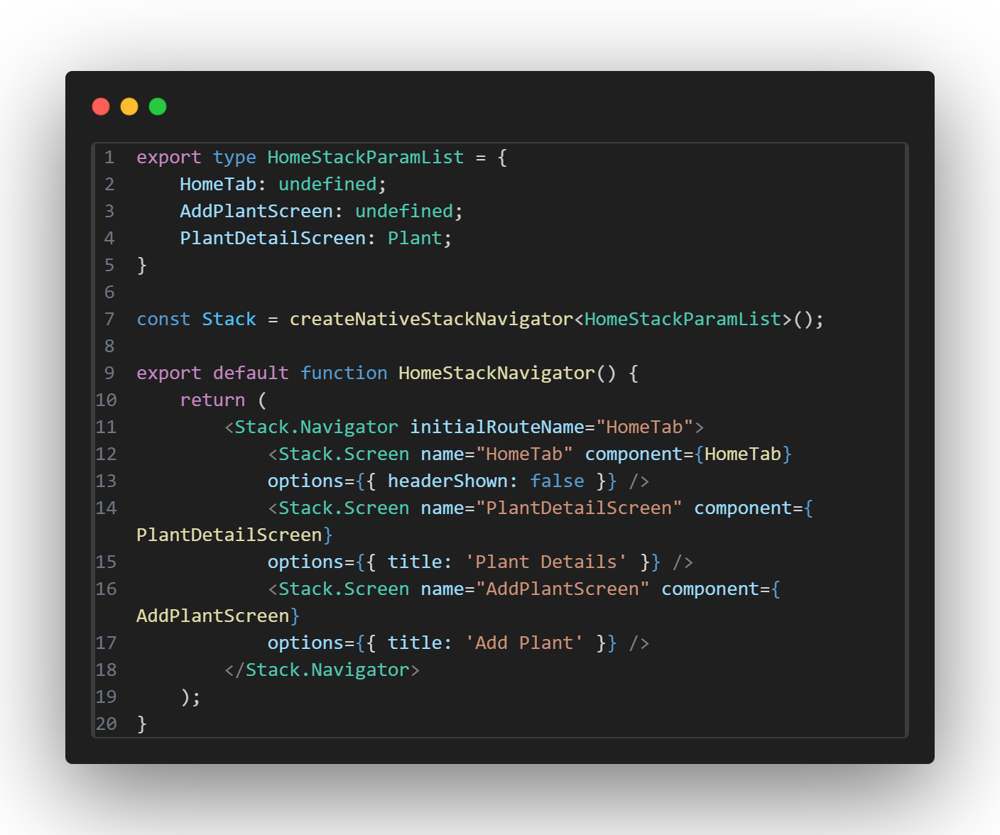 1 export type HomeStackParamList = {
2     HomeTab: undefined;
3     AddPlantScreen: undefined;
4     PlantDetailScreen: Plant;
5 }
6
7 const Stack = createNativeStackNavigator<HomeStackParamList>();
8
9 export default function HomeStackNavigator() {
10     return (
11         <Stack.Navigator initialRouteName="HomeTab">
12             <Stack.Screen name="HomeTab" component={HomeTab}
13             options={{ headerShown: false }} />
14             <Stack.Screen name="PlantDetailScreen" component={
PlantDetailScreen}
15             options={{ title: 'Plant Details' }} />
16             <Stack.Screen name="AddPlantScreen" component={
AddPlantScreen}
17             options={{ title: 'Add Plant' }} />
18         </Stack.Navigator>
19     );
20 }